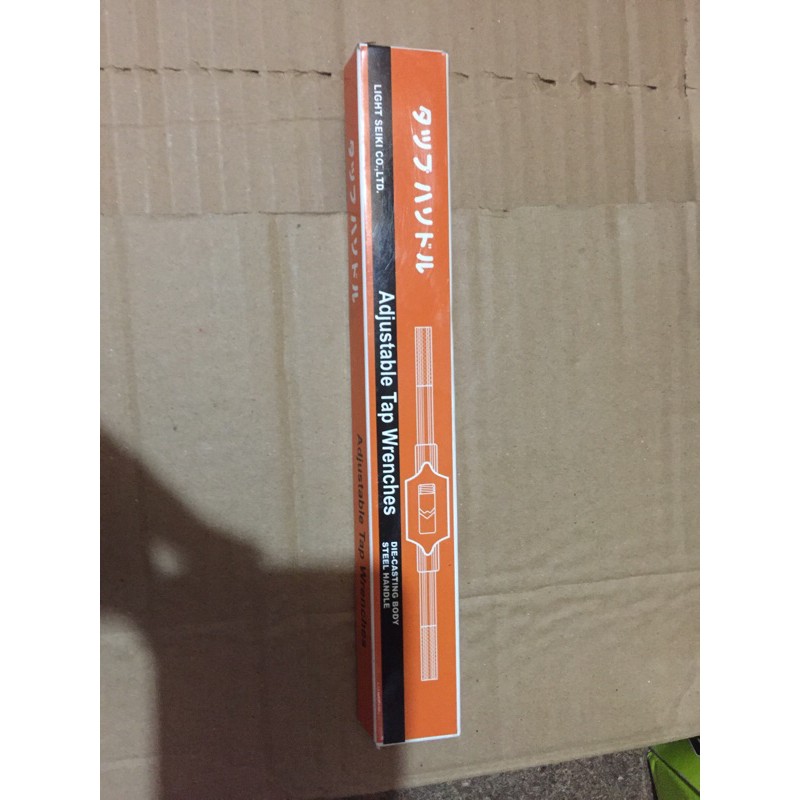 タップ ハンドル
LIGHT SEIKI CO.,LTD.
Adjustable Tap Wrenches
DIE-CASTING BODY
STEEL HANDLE
タップ ハンドル
Adjustable Tap Wrenches